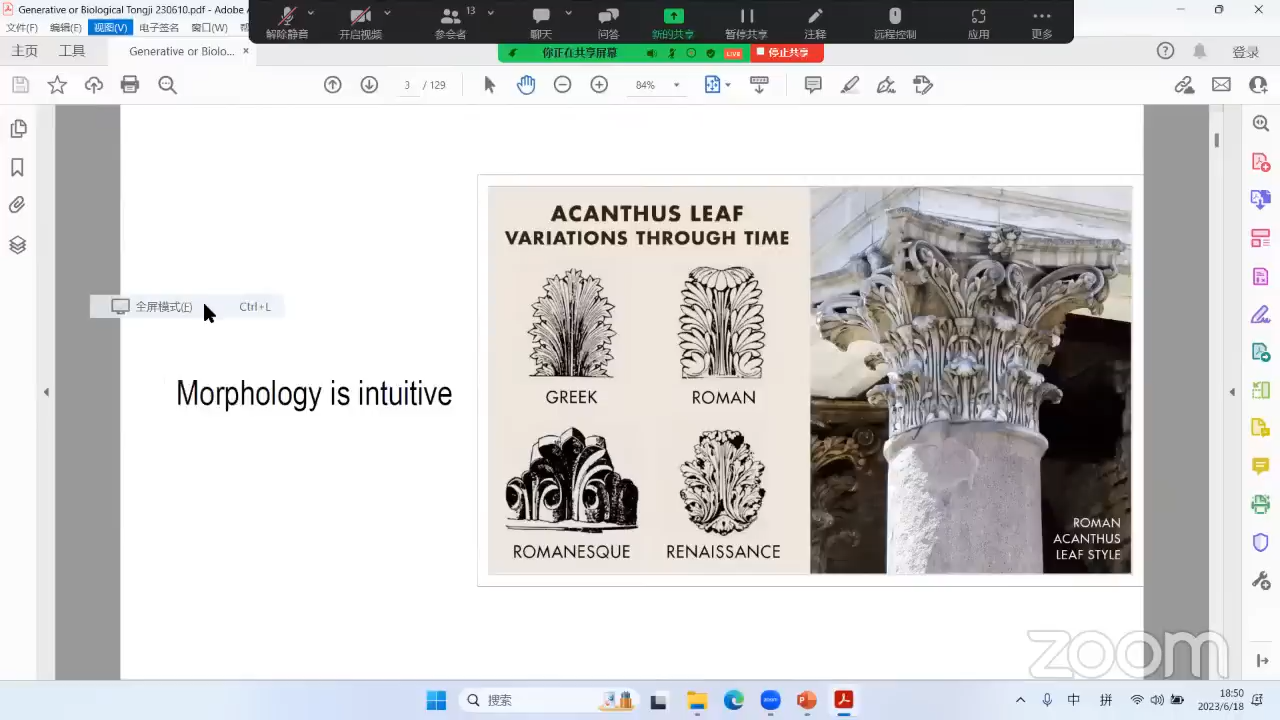 Generative or Biological Tongji 230610.pdf - Adobe A
文件(F) 编辑(E) 视图(V) 电子签名 窗口(W) 帮
解除静音
开启视频
13
参会者
聊天
问答
新的共享
暂停共享
注释
远程控制
应用
更多
你正在共享屏幕
LIVE
停止共享
主页 工具 Generative or Biolo... ×
登录
3 / 129
84%
全屏模式(F) Ctrl+L
Morphology is intuitive
ACANTHUS LEAF
VARIATIONS THROUGH TIME
GREEK
ROMAN
ROMANESQUE
RENAISSANCE
ROMAN
ACANTHUS
LEAF STYLE
zoom
搜索
zoom
中 拼
18:50
2023/6/18